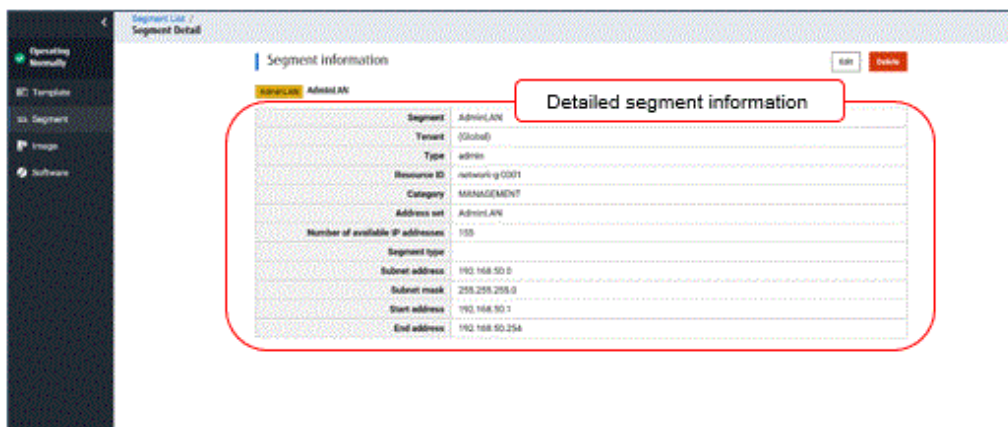 Segment List /
Segment Detail
Operating
Normally
Template
Segment
Image
Software
Segment information
Edit
Delete
AdminLAN AdminLAN
Detailed segment information
Segment AdminLAN
Tenant (Global)
Type admin
Resource ID network-g-0001
Category MANAGEMENT
Address set AdminLAN
Number of available IP addresses 155
Segment type
Subnet address 192.168.50.0
Subnet mask 255.255.255.0
Start address 192.168.50.1
End address 192.168.50.254